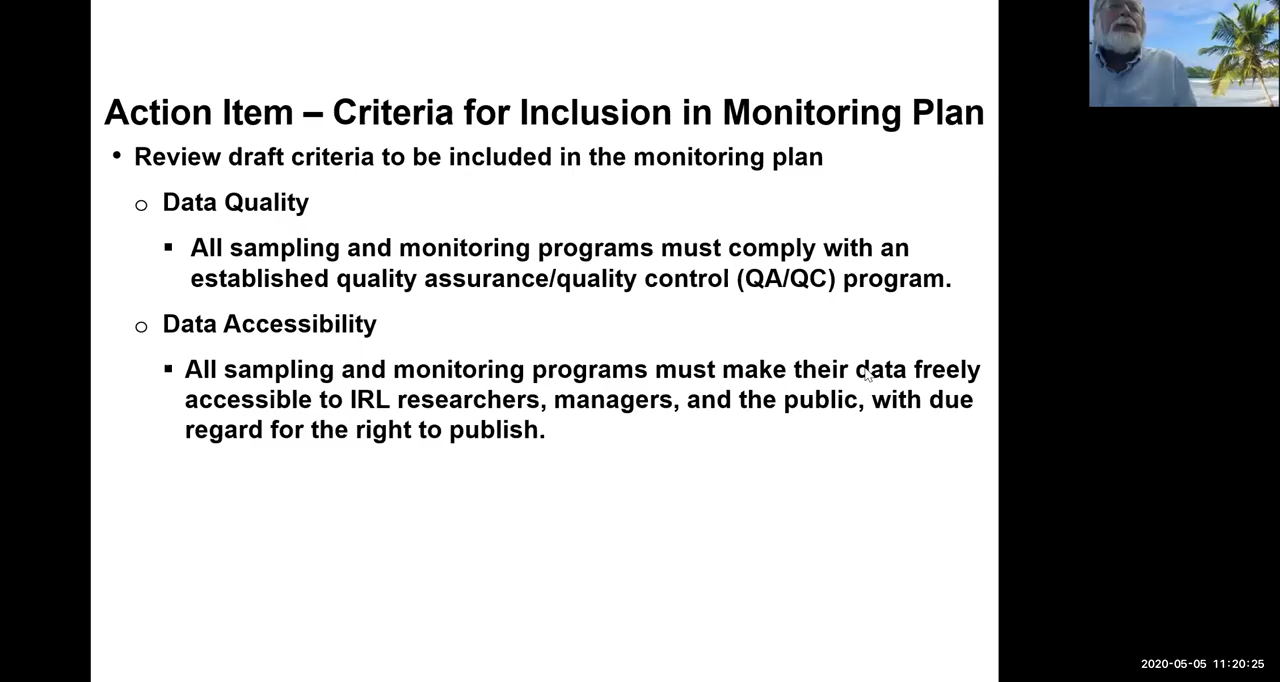 Action Item – Criteria for Inclusion in Monitoring Plan
• Review draft criteria to be included in the monitoring plan
o Data Quality
▪ All sampling and monitoring programs must comply with an
established quality assurance/quality control (QA/QC) program.
o Data Accessibility
▪ All sampling and monitoring programs must make their data freely
accessible to IRL researchers, managers, and the public, with due
regard for the right to publish.
2020-05-05 11:20:25